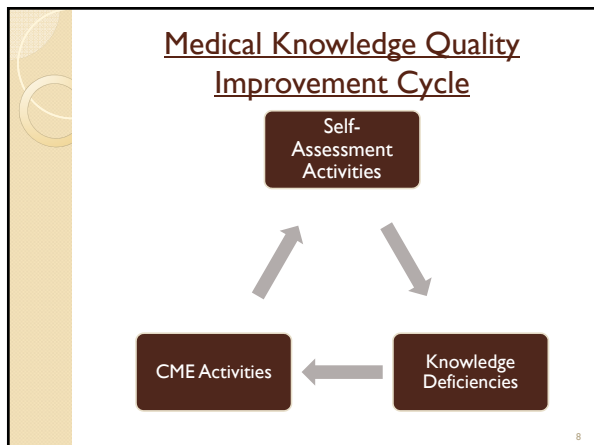 Medical Knowledge Quality
Improvement Cycle
Self-
Assessment
Activities
CME Activities
Knowledge
Deficiencies
8